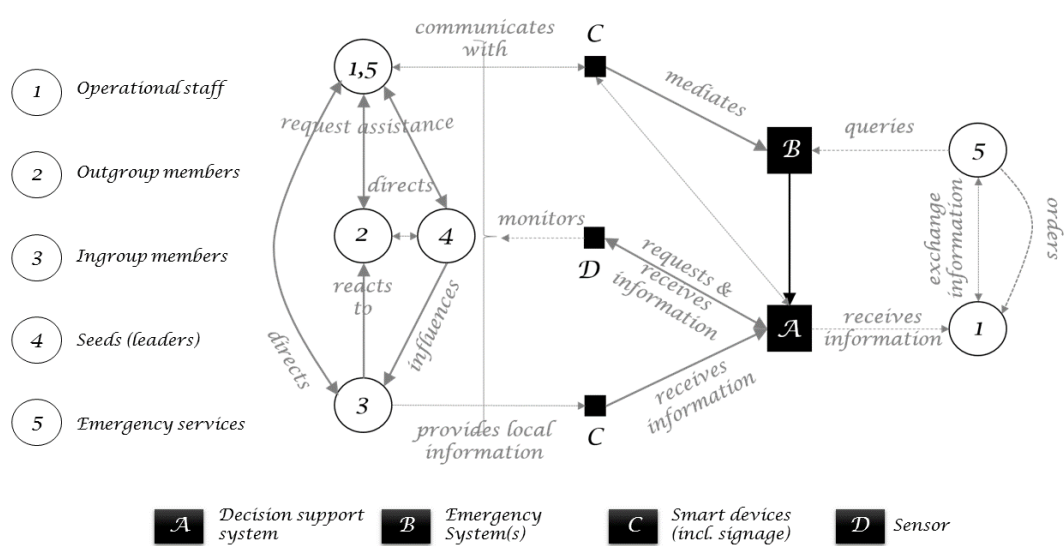 communicates
with
C
1,5
mediates
1 Operational staff
request assistance
B
queries
5
2 Outgroup members
directs
monitors
2
4
D
requests &
receives
information
exchange
information
orders
3 Ingroup members
reacts
to
influences
A
receives
information
1
4 Seeds (leaders)
directs
3
receives
information
C
5 Emergency services
provides local
information
A Decision support
system
B Emergency
System(s)
C Smart devices
(incl. signage)
D Sensor